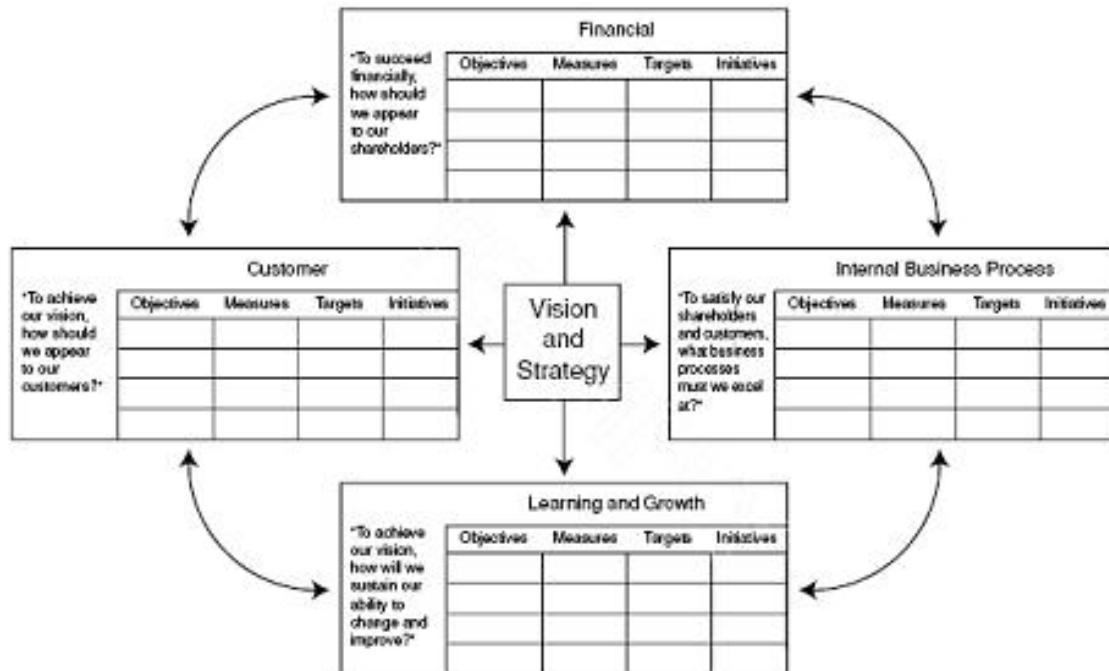 Financial
"To succeed
financially,
how should
we appear
to our
shareholders?"
Objectives Measures Targets Initiatives
Customer
"To achieve
our vision,
how should
we appear
to our
customers?"
Objectives Measures Targets Initiatives
Vision
and
Strategy
Internal Business Process
"To satisfy our
shareholders
and customers,
what business
processes
must we excel
at?"
Objectives Measures Targets Initiatives
Learning and Growth
"To achieve
our vision,
how will we
sustain our
ability to
change and
improve?"
Objectives Measures Targets Initiatives